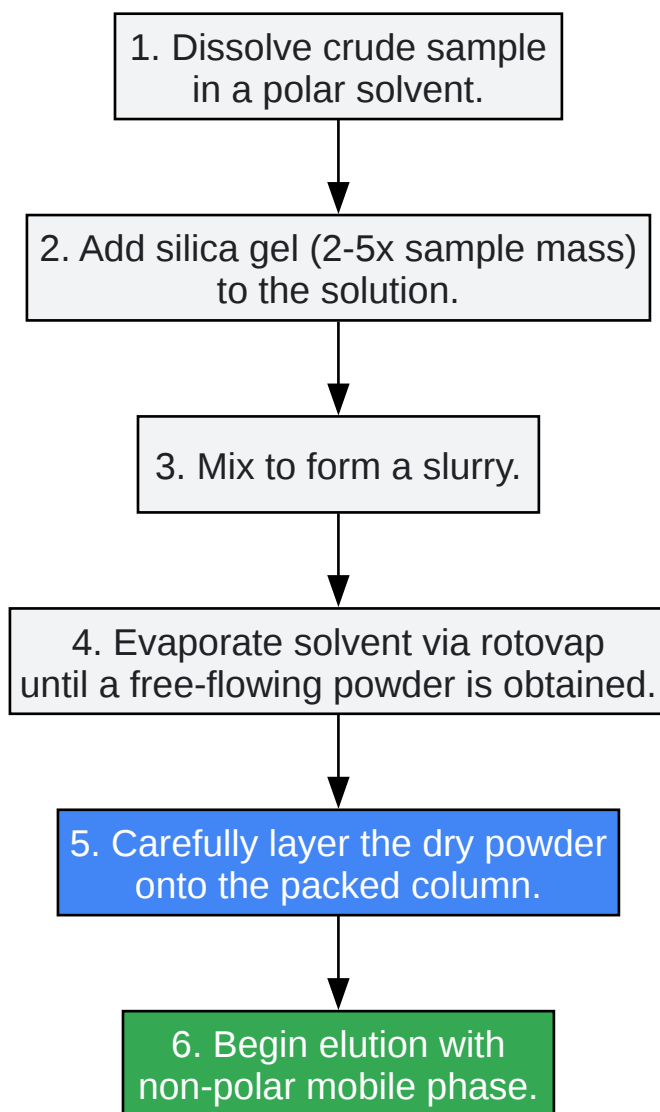 1. Dissolve crude sample
in a polar solvent.
2. Add silica gel (2-5x sample mass)
to the solution.
3. Mix to form a slurry.
4. Evaporate solvent via rotovap
until a free-flowing powder is obtained.
5. Carefully layer the dry powder
onto the packed column.
6. Begin elution with
non-polar mobile phase.